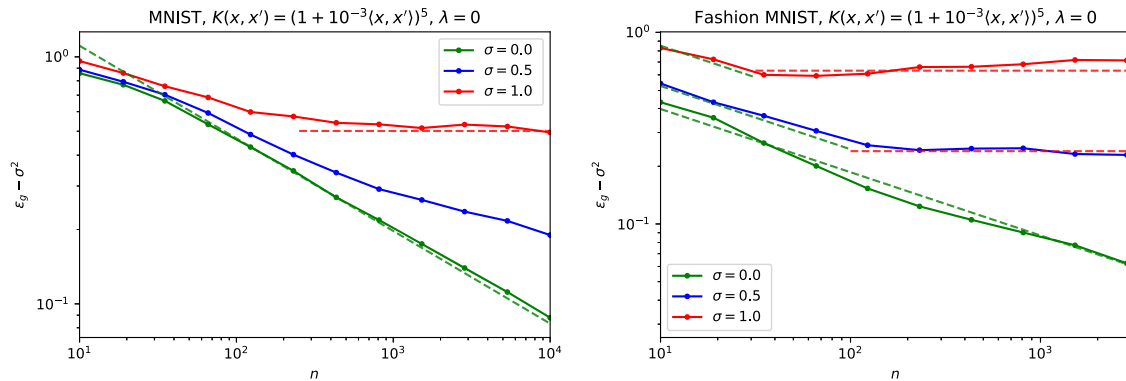 MNIST, K(x, x′) = (1 + 10⁻³⟨x, x′⟩)⁵, λ = 0
10⁰
10⁻¹
εg − σ²
σ = 0.0
σ = 0.5
σ = 1.0
10¹
10²
10³
10⁴
n
Fashion MNIST, K(x, x′) = (1 + 10⁻³⟨x, x′⟩)⁵, λ = 0
10⁰
10⁻¹
εg − σ²
σ = 0.0
σ = 0.5
σ = 1.0
10¹
10²
10³
n